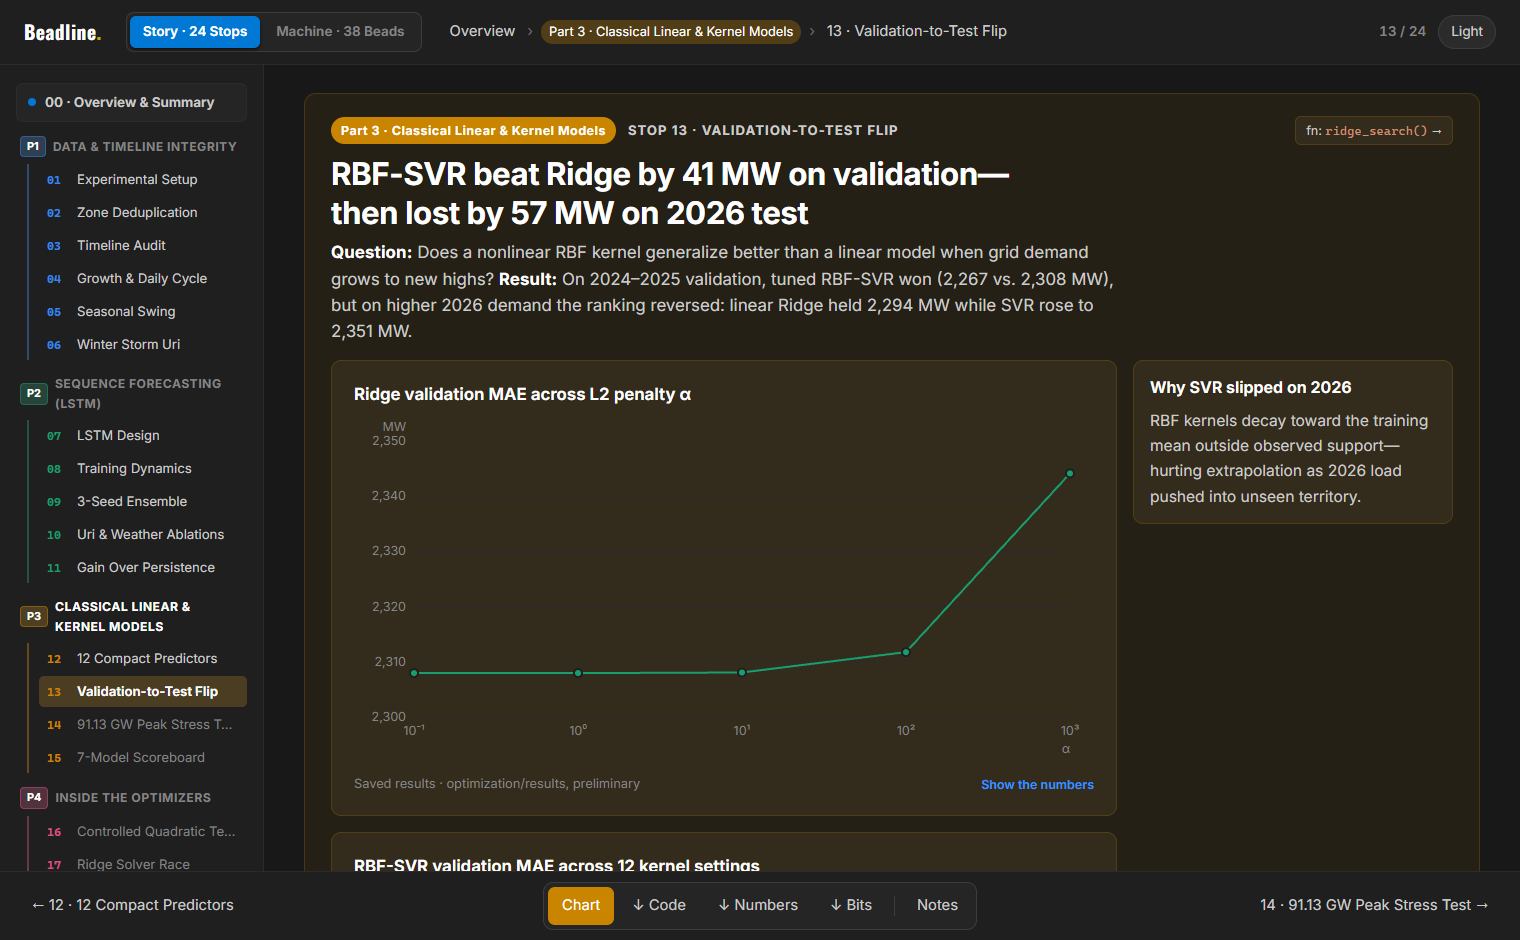 Beadline.
Story · 24 Stops
Machine · 38 Beads
Overview › Part 3 · Classical Linear & Kernel Models › 13 · Validation-to-Test Flip
13 / 24
Light
00 · Overview & Summary
P1 DATA & TIMELINE INTEGRITY
01 Experimental Setup
02 Zone Deduplication
03 Timeline Audit
04 Growth & Daily Cycle
05 Seasonal Swing
06 Winter Storm Uri
P2 SEQUENCE FORECASTING
(LSTM)
07 LSTM Design
08 Training Dynamics
09 3-Seed Ensemble
10 Uri & Weather Ablations
11 Gain Over Persistence
P3 CLASSICAL LINEAR &
KERNEL MODELS
12 12 Compact Predictors
13 Validation-to-Test Flip
14 91.13 GW Peak Stress T...
15 7-Model Scoreboard
P4 INSIDE THE OPTIMIZERS
16 Controlled Quadratic Te...
17 Ridge Solver Race
Part 3 · Classical Linear & Kernel Models
STOP 13 · VALIDATION-TO-TEST FLIP
fn: ridge_search() →
RBF-SVR beat Ridge by 41 MW on validation—
then lost by 57 MW on 2026 test
Question: Does a nonlinear RBF kernel generalize better than a linear model when grid demand
grows to new highs? Result: On 2024–2025 validation, tuned RBF-SVR won (2,267 vs. 2,308 MW),
but on higher 2026 demand the ranking reversed: linear Ridge held 2,294 MW while SVR rose to
2,351 MW.
Ridge validation MAE across L2 penalty α
MW
2,350
2,340
2,330
2,320
2,310
2,300
10⁻¹
10⁰
10¹
10²
10³
α
Saved results · optimization/results, preliminary
Show the numbers
Why SVR slipped on 2026
RBF kernels decay toward the training
mean outside observed support—
hurting extrapolation as 2026 load
pushed into unseen territory.
RBF-SVR validation MAE across 12 kernel settings
← 12 · 12 Compact Predictors
Chart
↓ Code
↓ Numbers
↓ Bits
Notes
14 · 91.13 GW Peak Stress Test →